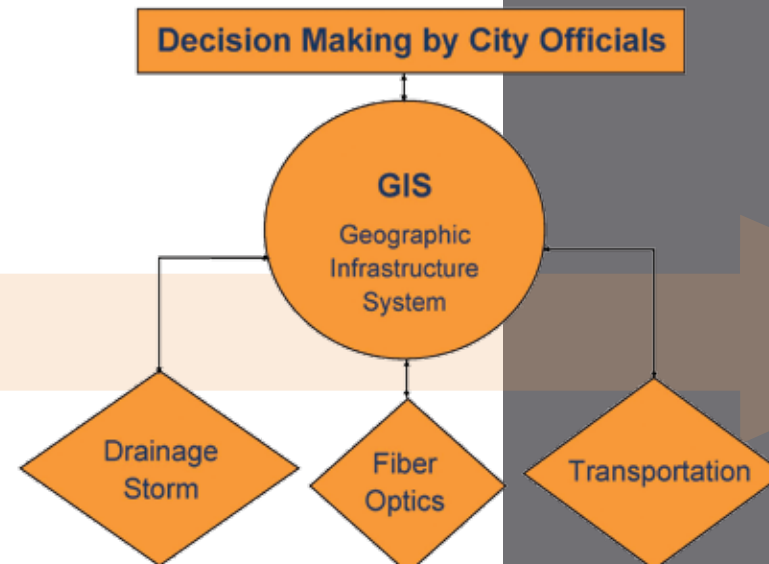 Decision Making by City Officials
GIS
Geographic
Infrastructure
System
Drainage
Storm
Fiber
Optics
Transportation